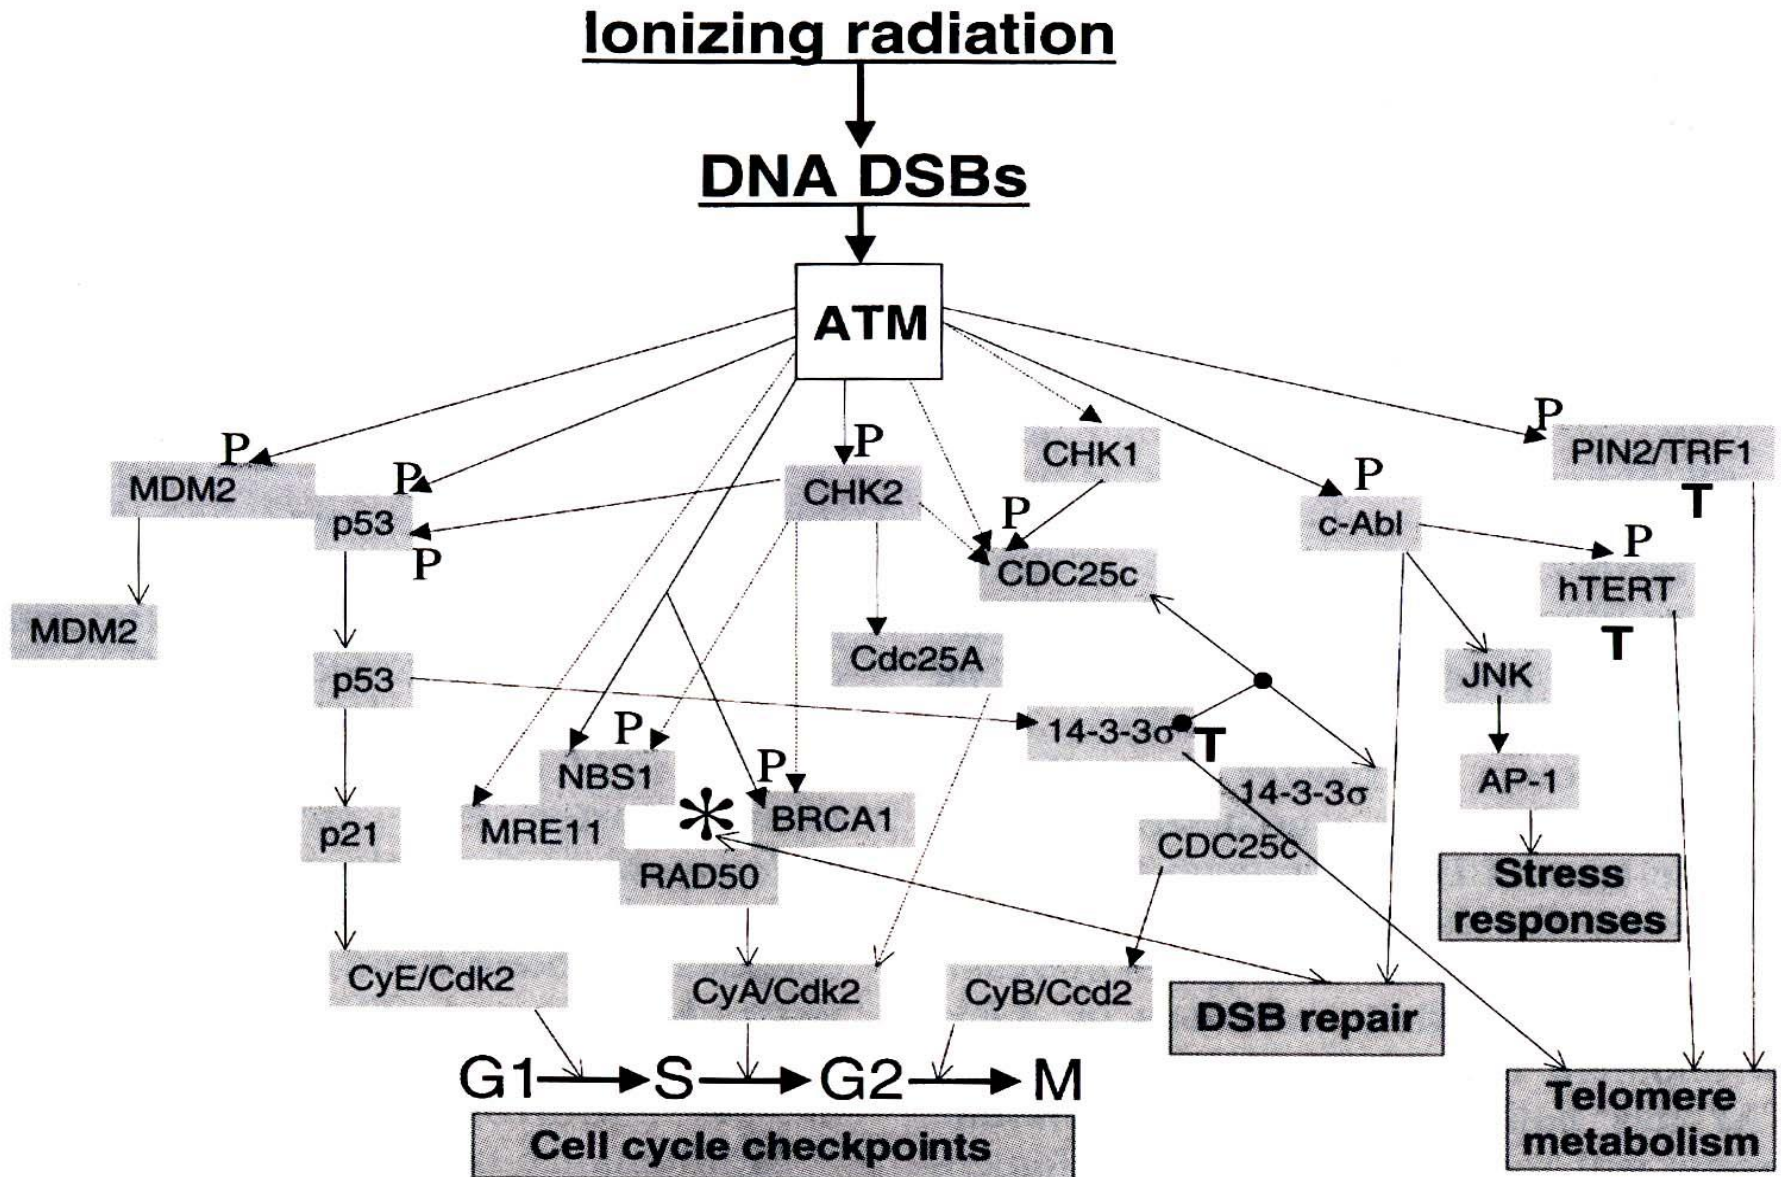 Ionizing radiation
DNA DSBs
ATM
P
PIN2/TRF1
T
P
MDM2
P
p53
P
P
CHK2
CHK1
P
CDC25c
P
c-Abl
P
hTERT
T
MDM2
p53
Cdc25A
JNK
14-3-3σ
T
P
NBS1
MRE11
*
P
BRCA1
RAD50
14-3-3σ
CDC25c
AP-1
p21
Stress
responses
CyE/Cdk2
CyA/Cdk2
CyB/Ccd2
DSB repair
G1 S G2 M
Cell cycle checkpoints
Telomere
metabolism